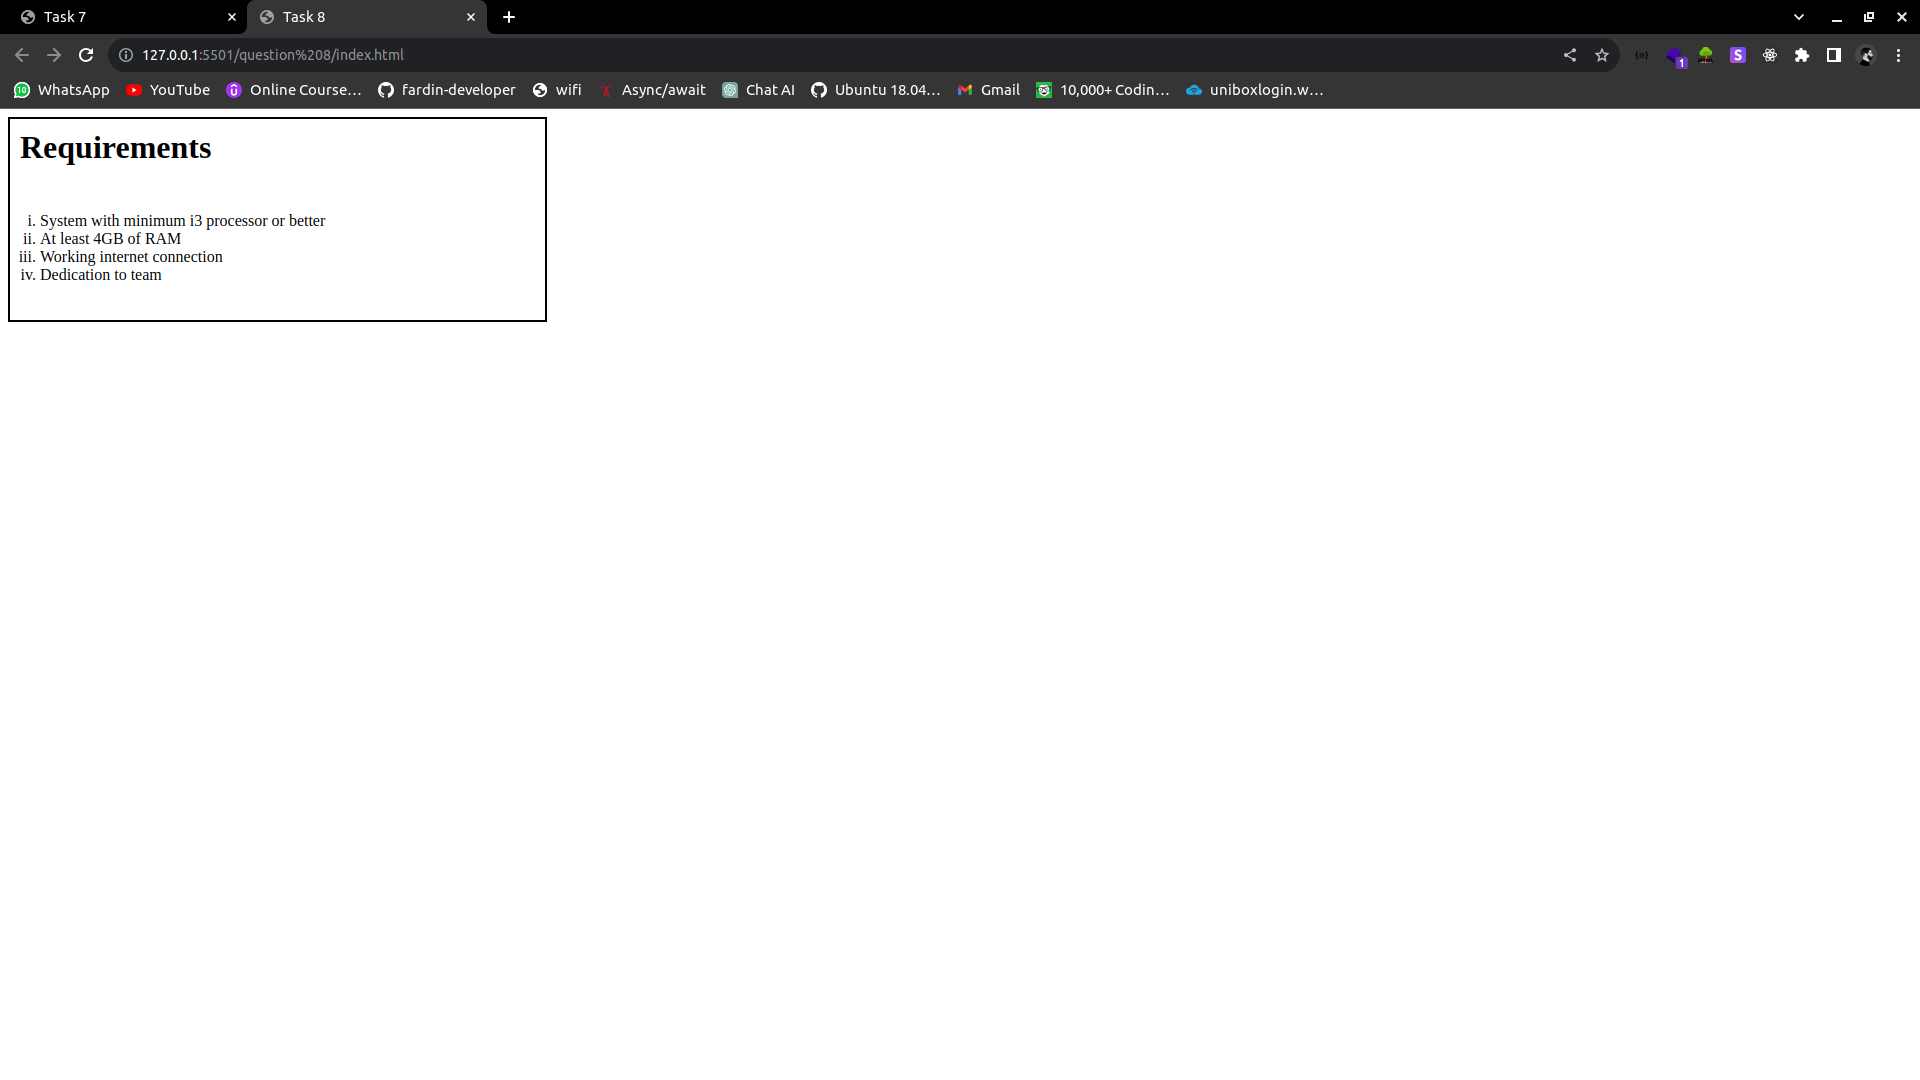 Task 7
Task 8
127.0.0.1:5501/question%208/index.html
1
WhatsApp
YouTube
Online Course…
fardin-developer
wifi
Async/await
Chat AI
Ubuntu 18.04…
Gmail
10,000+ Codin…
uniboxlogin.w…
Requirements
i. System with minimum i3 processor or better
ii. At least 4GB of RAM
iii. Working internet connection
iv. Dedication to team